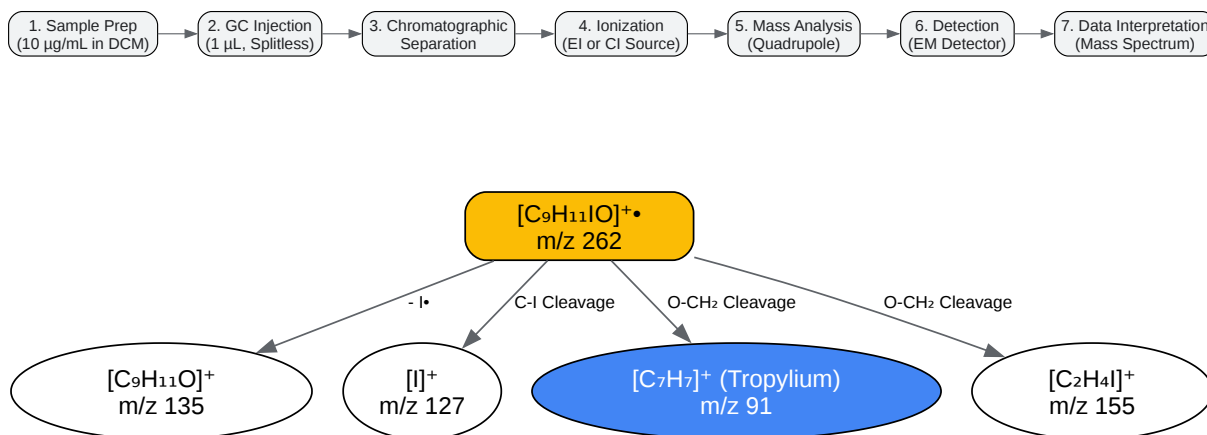 1. Sample Prep
(10 µg/mL in DCM)
2. GC Injection
(1 µL, Splitless)
3. Chromatographic
Separation
4. Ionization
(EI or CI Source)
5. Mass Analysis
(Quadrupole)
6. Detection
(EM Detector)
7. Data Interpretation
(Mass Spectrum)
[C₉H₁₁IO]⁺•
m/z 262
- I•
C-I Cleavage
O-CH₂ Cleavage
O-CH₂ Cleavage
[C₉H₁₁O]⁺
m/z 135
[I]⁺
m/z 127
[C₇H₇]⁺ (Tropylium)
m/z 91
[C₂H₄I]⁺
m/z 155